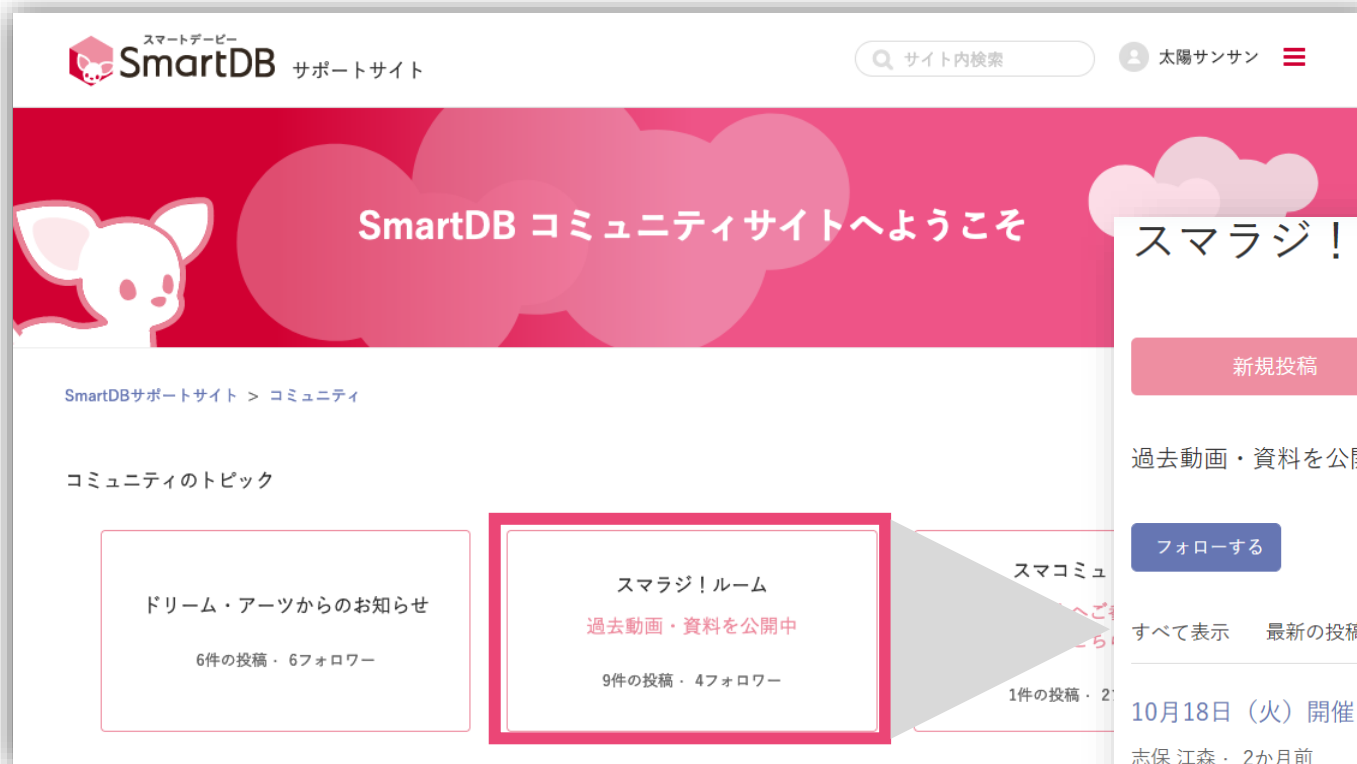 スマートデービー
SmartDB サポートサイト
サイト内検索
太陽サンサン
SmartDB コミュニティサイトへようこそ
SmartDBサポートサイト > コミュニティ
コミュニティのトピック
ドリーム・アーツからのお知らせ
6件の投稿・ 6フォロワー
スマラジ！ルーム
過去動画・資料を公開中
9件の投稿・ 4フォロワー
スマコミュ
へご
こち
1件の投稿・ 2
スマラジ！
新規投稿
過去動画・資料を公
フォローする
すべて表示 最新の投稿
10月18日（火）開催
志保 江森・ 2か月前